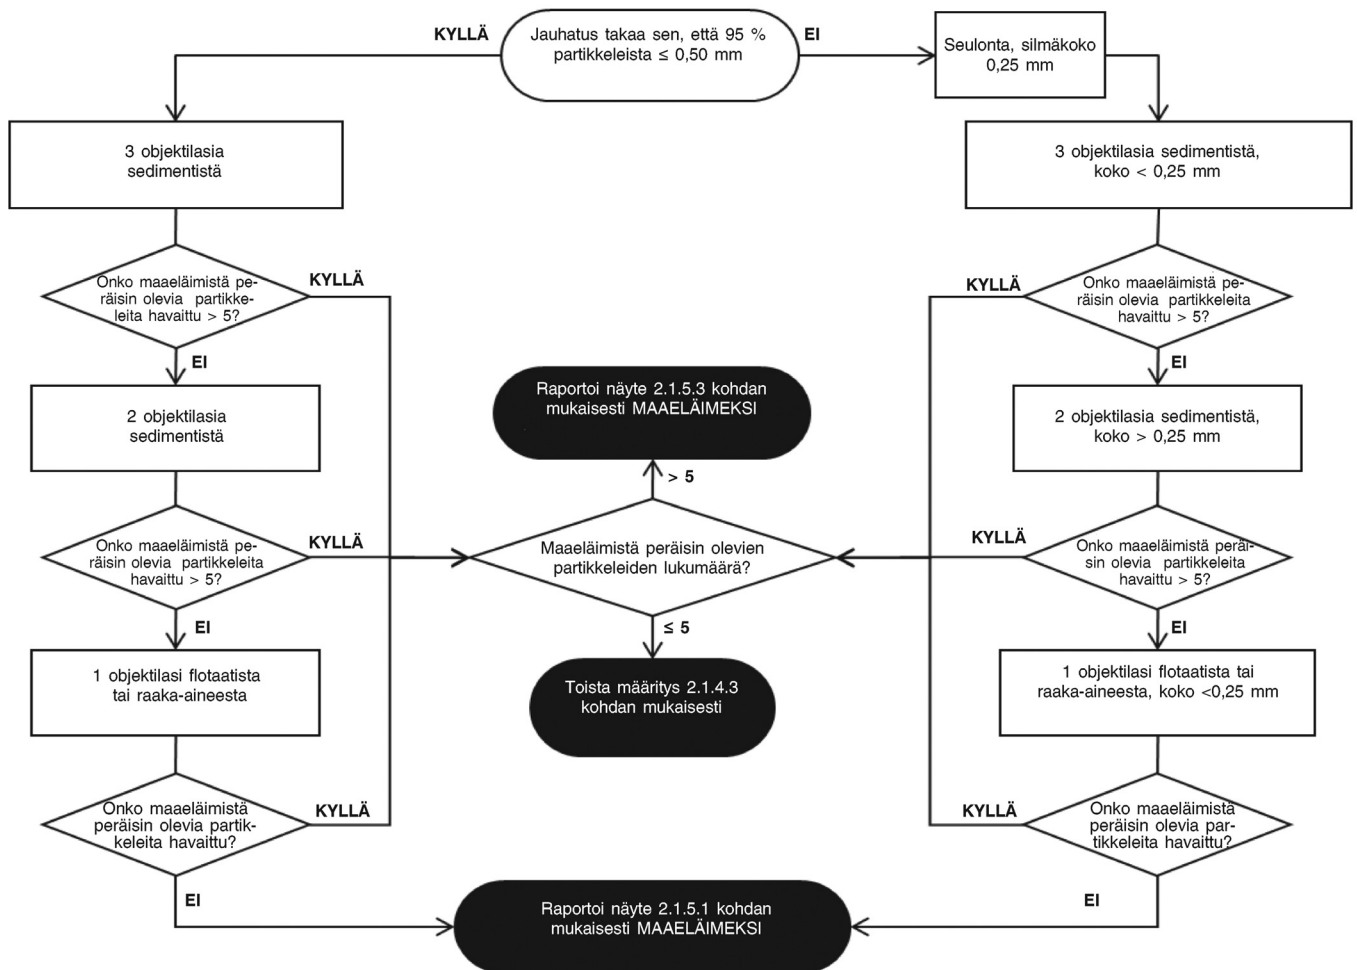 KYLLÄ
Jauhatus takaa sen, että 95 %
partikkeleista ≤ 0,50 mm
EI
Seulonta, silmäkoko
0,25 mm
3 objektilasia
sedimentistä
3 objektilasia sedimentistä,
koko < 0,25 mm
Onko maaeläimistä pe-
räisin olevia partikke-
leita havaittu > 5?
KYLLÄ
KYLLÄ
Onko maaeläimistä pe-
räisin olevia partikkeleita
havaittu > 5?
EI
EI
2 objektilasia
sedimentistä
Raportoi näyte 2.1.5.3 kohdan
mukaisesti MAAELÄIMEKSI
2 objektilasia sedimentistä,
koko > 0,25 mm
> 5
Onko maaeläimistä pe-
räisin olevia partikkeleita
havaittu > 5?
KYLLÄ
Maaeläimistä peräisin olevien
partikkeleiden lukumäärä?
KYLLÄ
Onko maaeläimistä peräi-
sin olevia partikkeleita
havaittu > 5?
EI
≤ 5
EI
1 objektilasi flotaatista
tai raaka-aineesta
Toista määritys 2.1.4.3
kohdan mukaisesti
1 objektilasi flotaatista tai
raaka-aineesta, koko <0,25 mm
Onko maaeläimistä
peräisin olevia partik-
keleita havaittu?
KYLLÄ
KYLLÄ
Onko maaeläimistä
peräisin olevia par-
tikkeleita havaittu?
EI
Raportoi näyte 2.1.5.1 kohdan
mukaisesti MAAELÄIMEKSI
EI